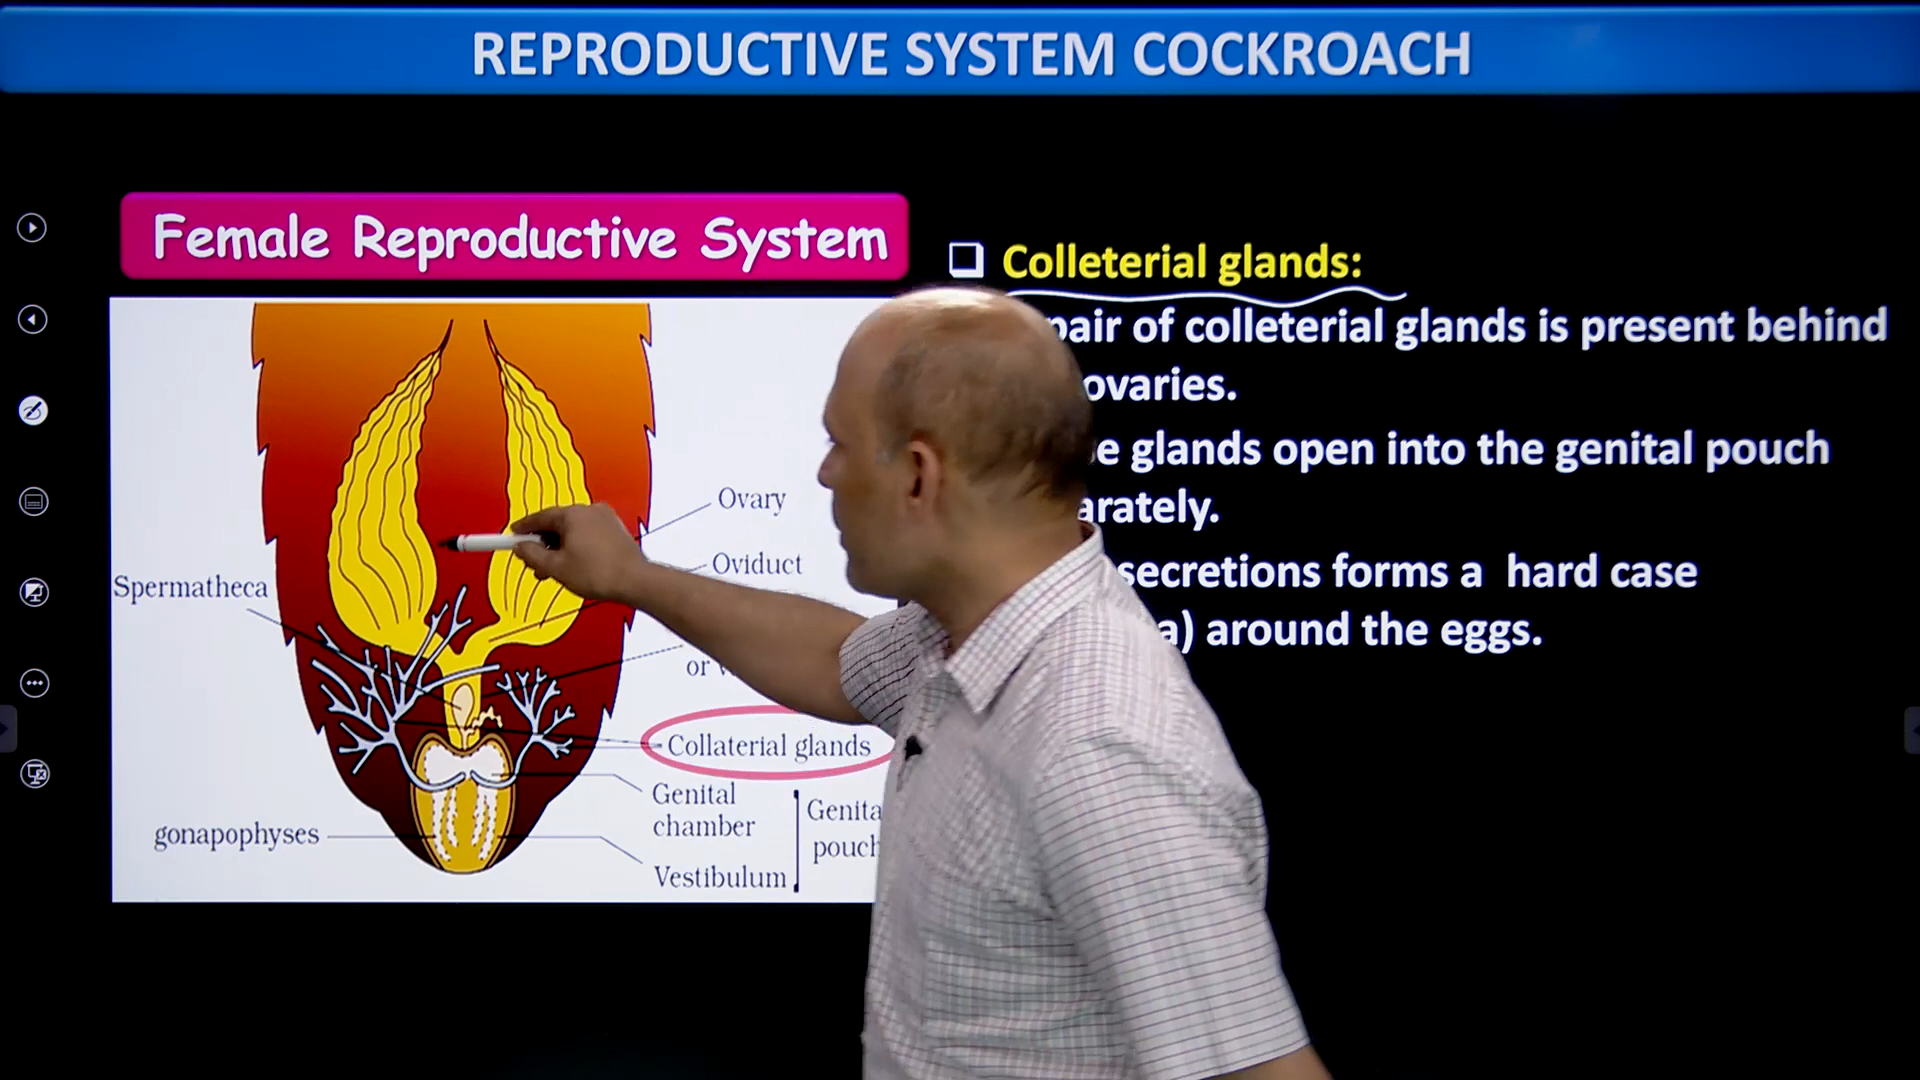 REPRODUCTIVE SYSTEM COCKROACH
Female Reproductive System
Colleterial glands:
pair of colleterial glands is present behind
ovaries.
glands open into the genital pouch
secretions forms a hard case
around the eggs.
Ovary
Oviduct
Spermatheca
or
Collaterial glands
Genital
chamber
pouch
gonapophyses
Vestibulum